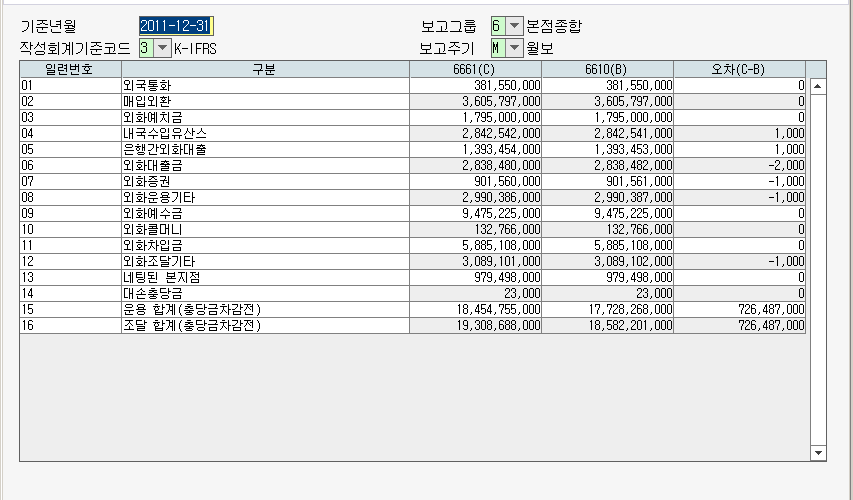 기준년월 2011-12-31 보고그룹 6 본점종합
작성회계기준코드 3 K-IFRS 보고주기 M 월보
일련번호 구분 6661(C) 6610(B) 오차(C-B)
01 외국통화 381,550,000 381,550,000 0
02 매입외환 3,605,797,000 3,605,797,000 0
03 외화예치금 1,795,000,000 1,795,000,000 0
04 내국수입유산스 2,842,542,000 2,842,541,000 1,000
05 은행간외화대출 1,393,454,000 1,393,453,000 1,000
06 외화대출금 2,838,480,000 2,838,482,000 -2,000
07 외화증권 901,560,000 901,561,000 -1,000
08 외화운용기타 2,990,386,000 2,990,387,000 -1,000
09 외화예수금 9,475,225,000 9,475,225,000 0
10 외화콜머니 132,766,000 132,766,000 0
11 외화차입금 5,885,108,000 5,885,108,000 0
12 외화조달기타 3,089,101,000 3,089,102,000 -1,000
13 네팅된 본지점 979,498,000 979,498,000 0
14 대손충당금 23,000 23,000 0
15 운용 합계(충당금차감전) 18,454,755,000 17,728,268,000 726,487,000
16 조달 합계(충당금차감전) 19,308,688,000 18,582,201,000 726,487,000